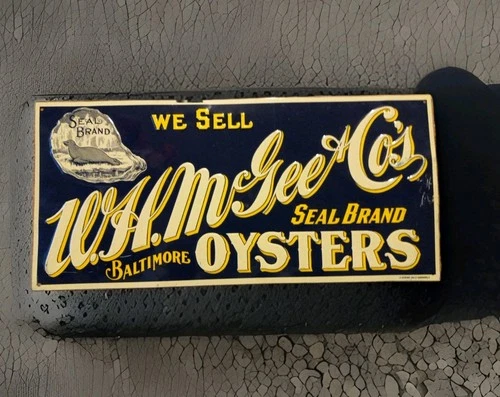 SEAL BRAND
WE SELL
W.H. McGee & Co's
SEAL BRAND
BALTIMORE OYSTERS